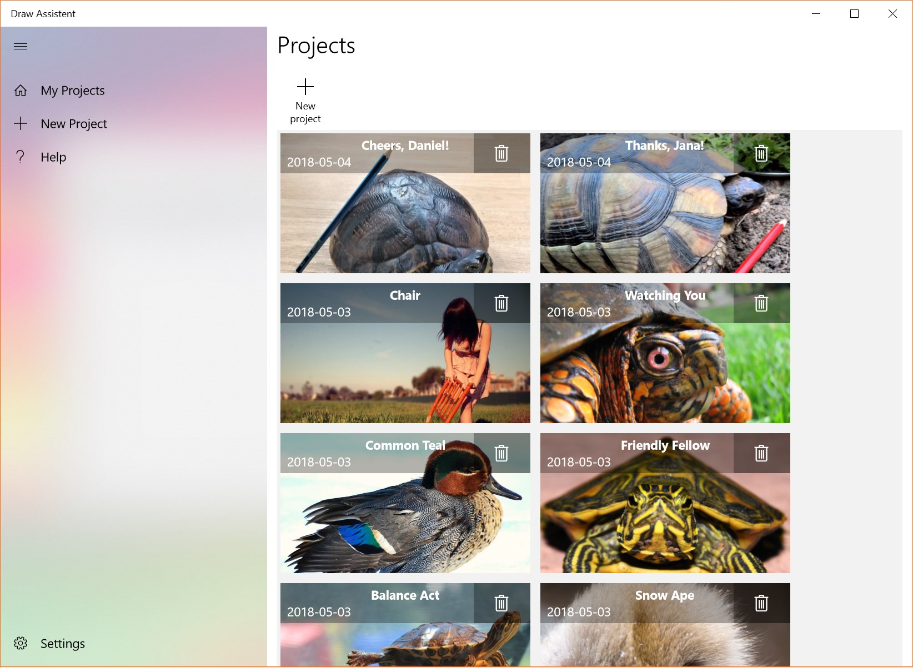 Draw Assistent
My Projects
New Project
? Help
Settings
Projects
New
project
Cheers, Daniel!
2018-05-04
Thanks, Jana!
2018-05-04
Chair
2018-05-03
Watching You
2018-05-03
Common Teal
2018-05-03
Friendly Fellow
2018-05-03
Balance Act
2018-05-03
Snow Ape
2018-05-03